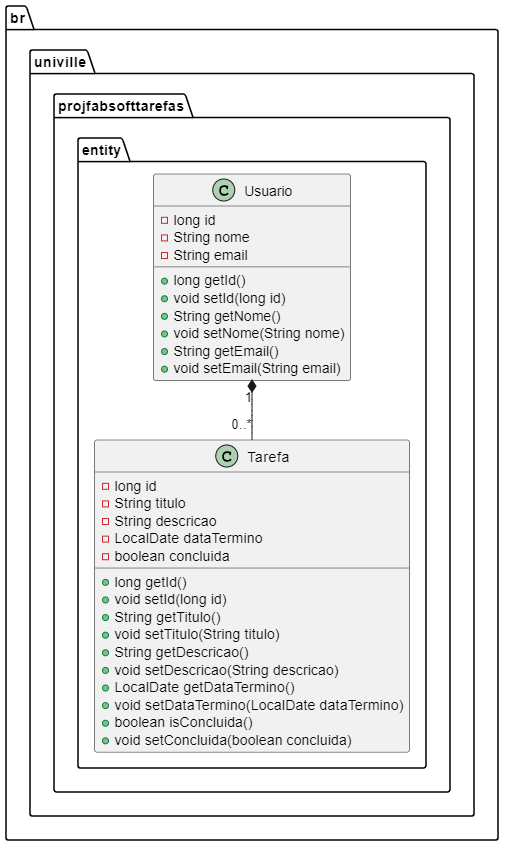 br
univille
projfabsofttarefas
entity
C Usuario
long id
String nome
String email
long getId()
void setId(long id)
String getNome()
void setNome(String nome)
String getEmail()
void setEmail(String email)
1
0..*
C Tarefa
long id
String titulo
String descricao
LocalDate dataTermino
boolean concluida
long getId()
void setId(long id)
String getTitulo()
void setTitulo(String titulo)
String getDescricao()
void setDescricao(String descricao)
LocalDate getDataTermino()
void setDataTermino(LocalDate dataTermino)
boolean isConcluida()
void setConcluida(boolean concluida)